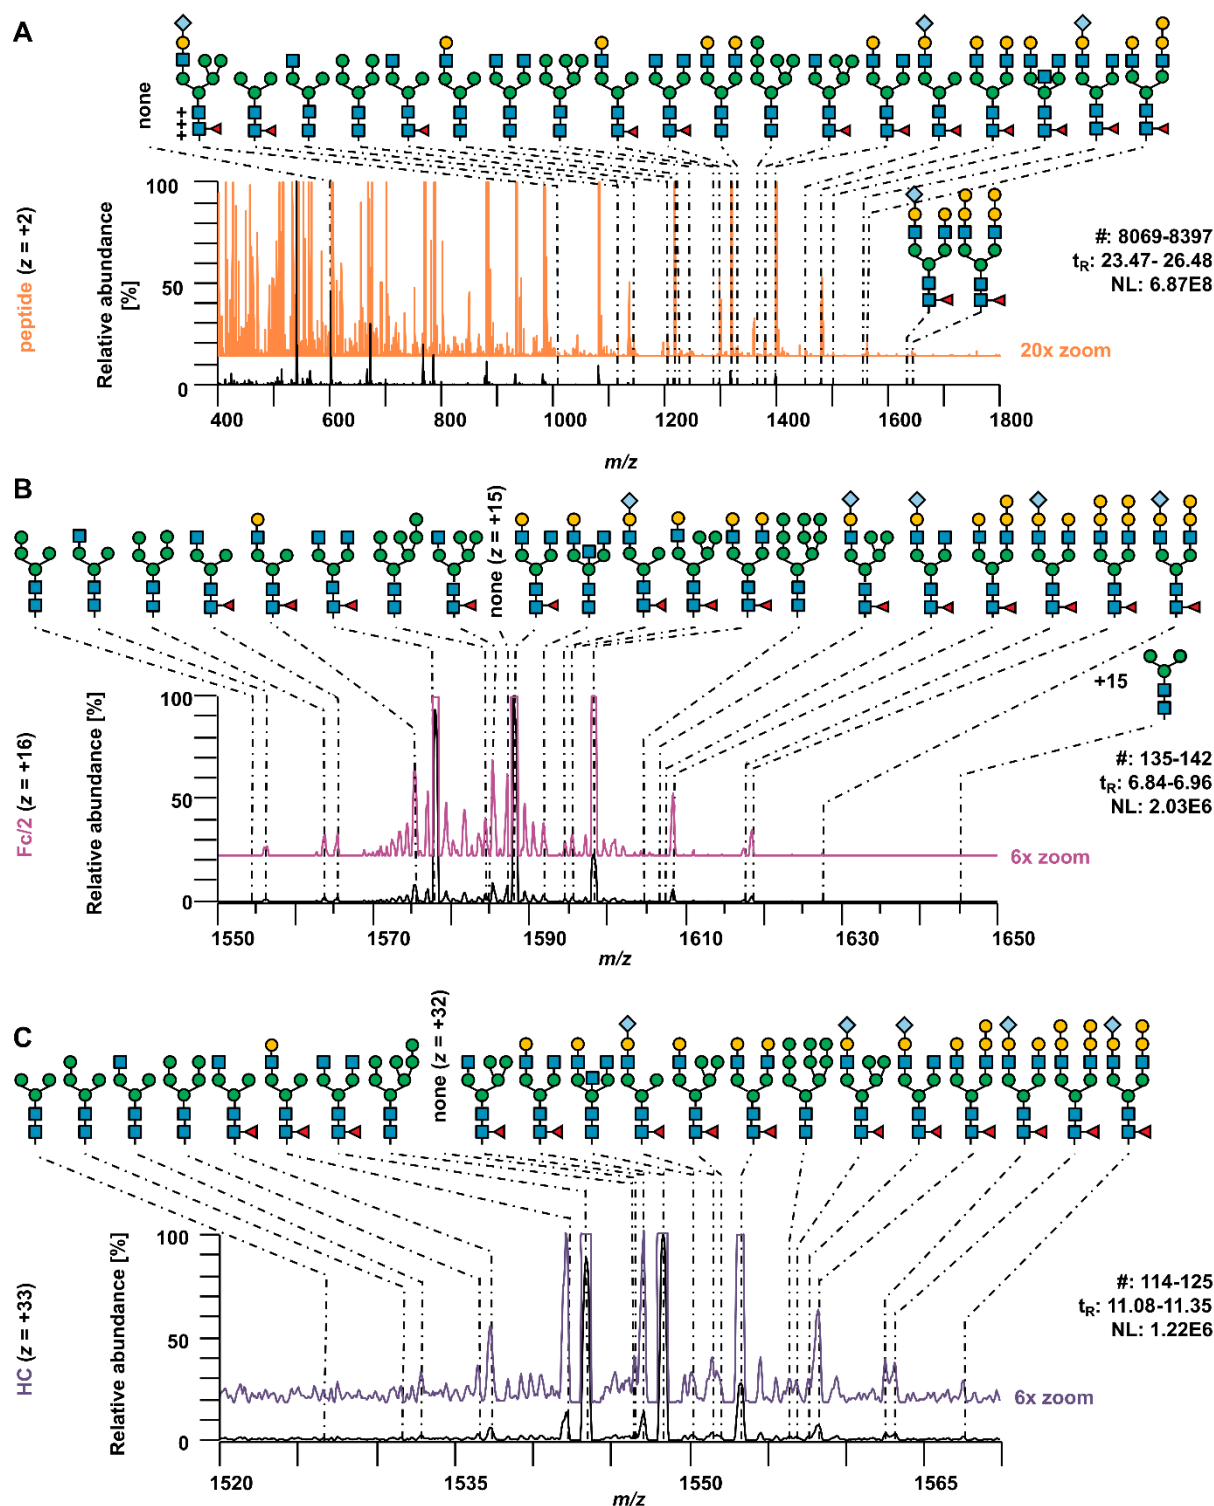 A
none
+++
peptide (z = +2)
Relative abundance
[%]
100
50
0
#: 8069-8397
tR: 23.47- 26.48
NL: 6.87E8
20x zoom
400 600 800 1000 1200 1400 1600 1800
m/z
B
none (z = +15)
+15
Fc/2 (z = +16)
Relative abundance [%]
100
50
0
#: 135-142
tR: 6.84-6.96
NL: 2.03E6
6x zoom
1550 1570 1590 1610 1630 1650
m/z
C
none (z = +32)
HC (z = +33)
Relative abundance [%]
100
50
0
#: 114-125
tR: 11.08-11.35
NL: 1.22E6
6x zoom
1520 1535 1550 1565
m/z